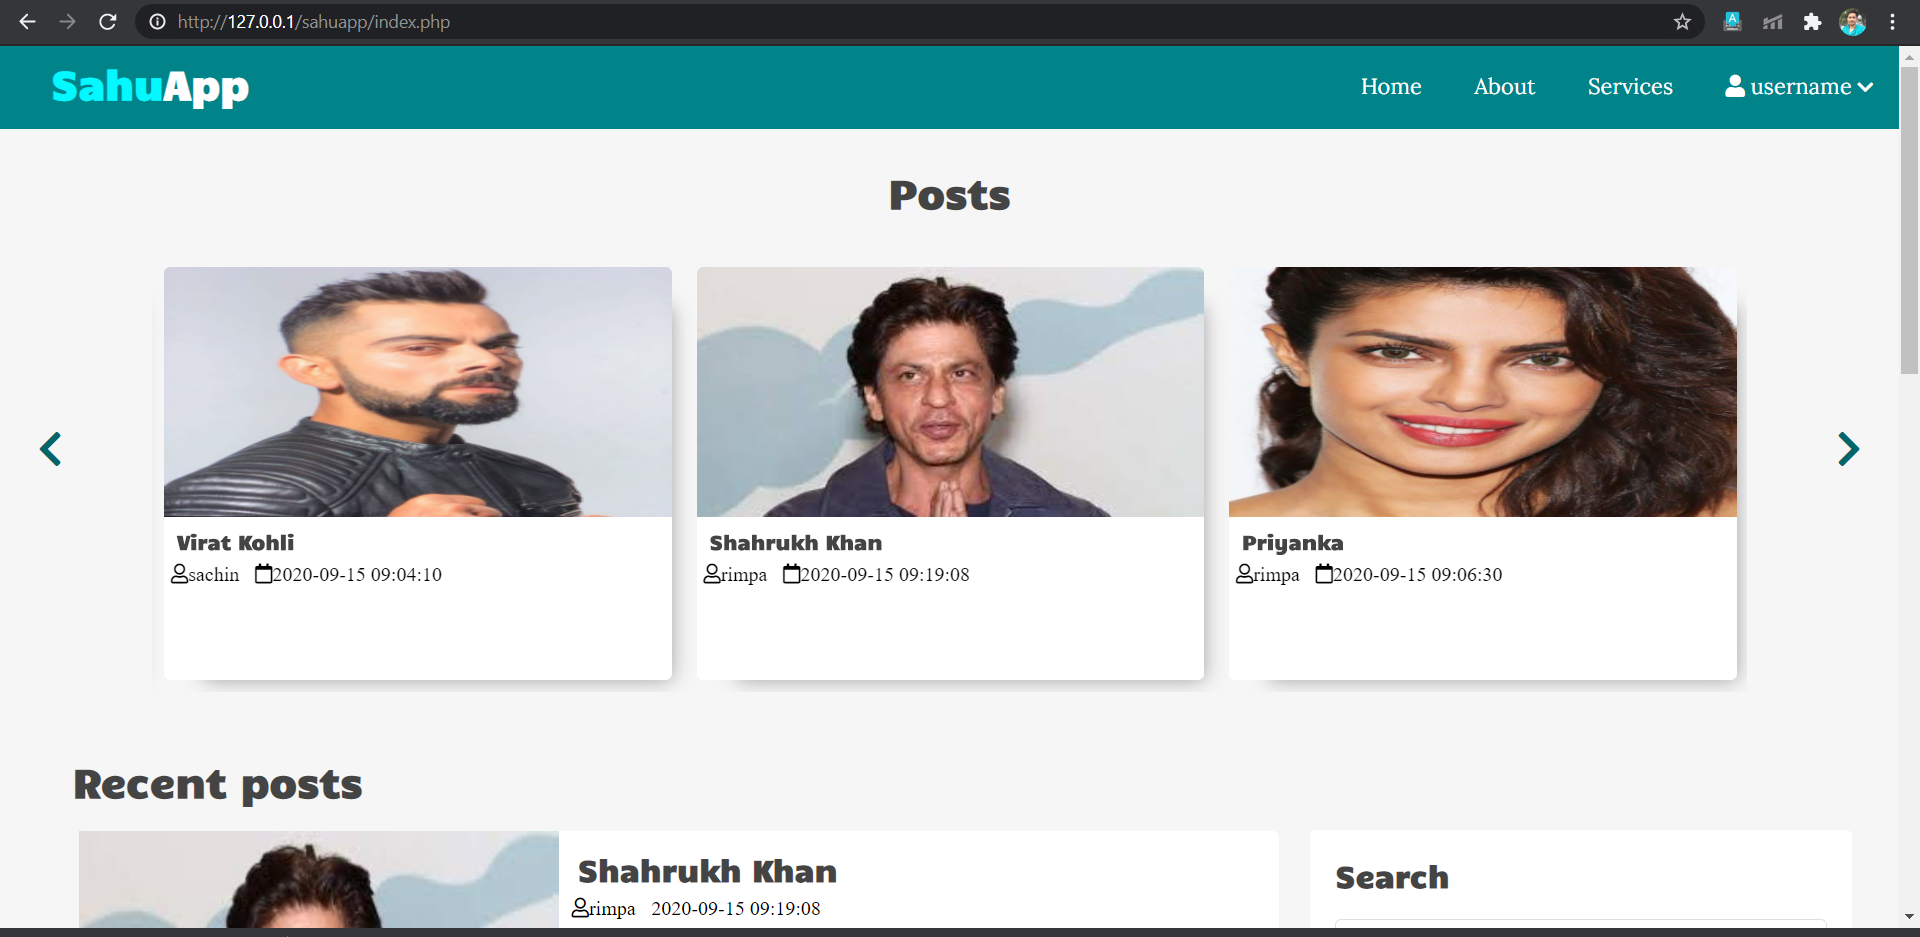 http://127.0.0.1/sahuapp/index.php
SahuApp
Home About Services username
Posts
Virat Kohli
sachin 2020-09-15 09:04:10
Shahrukh Khan
rimpa 2020-09-15 09:19:08
Priyanka
rimpa 2020-09-15 09:06:30
Recent posts
Shahrukh Khan
rimpa 2020-09-15 09:19:08
Search